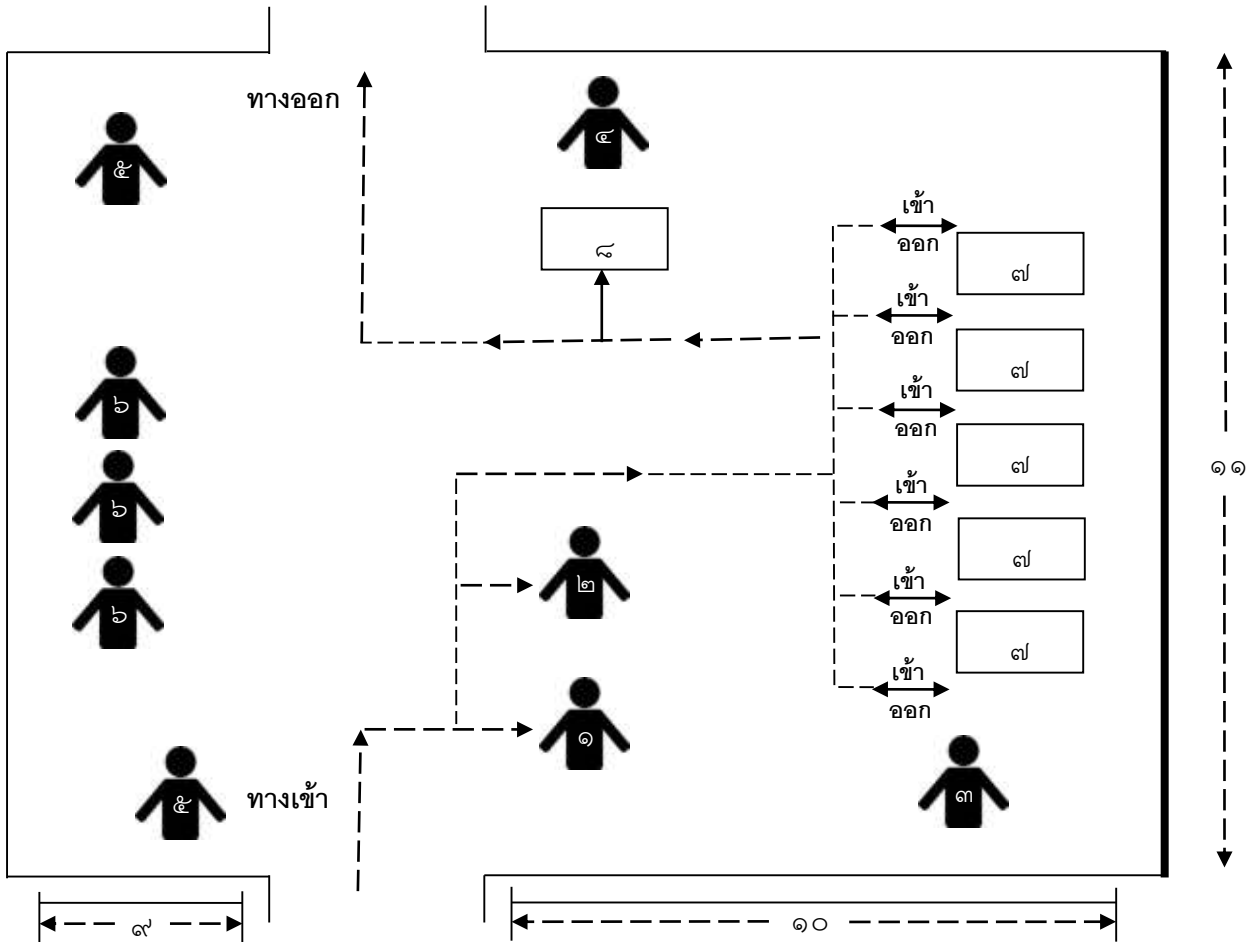 ทางออก
๔
๕
เข้า
ออก
๘
๗
เข้า
ออก
๗
๖
เข้า
ออก
๗
๑๑
๖
เข้า
ออก
๗
๒
๖
เข้า
ออก
๗
เข้า
ออก
๑
๕
ทางเข้า
๓
๙
๑๐